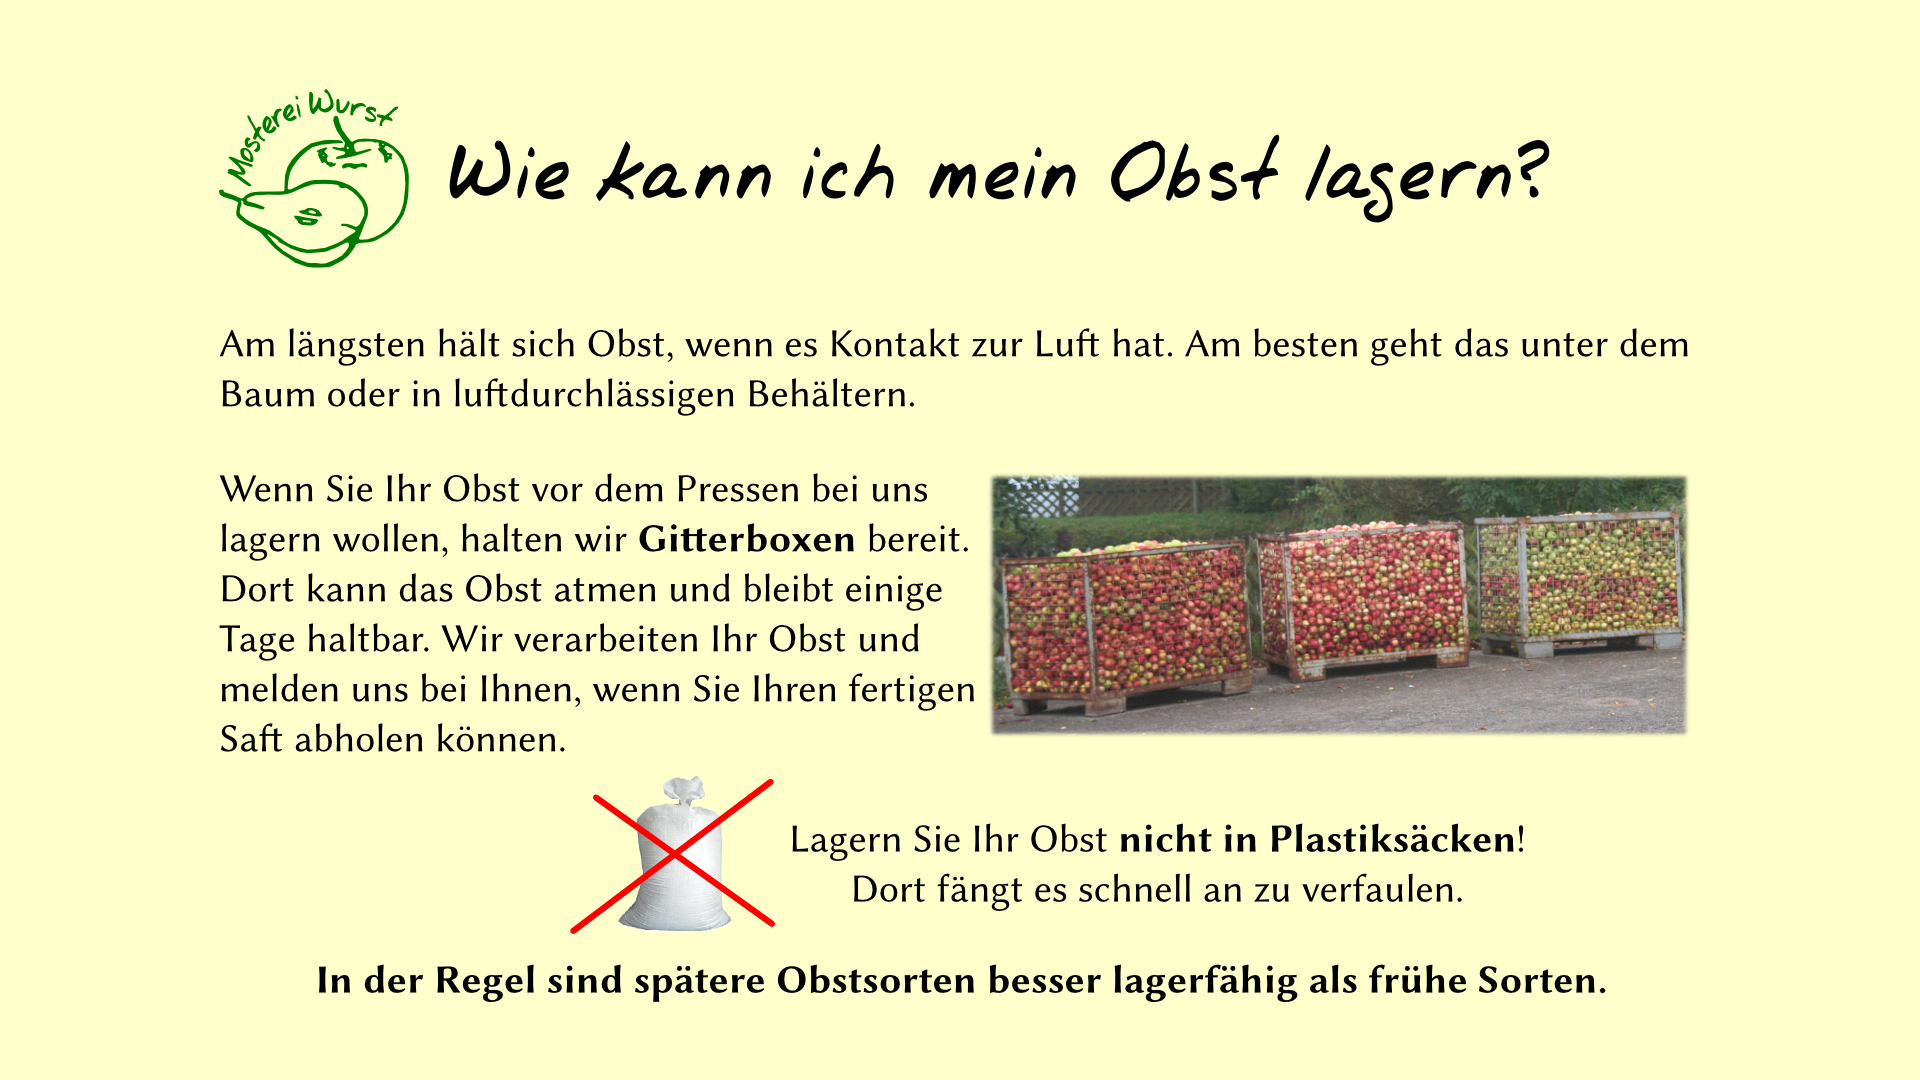 Mosterei Wurst
Wie kann ich mein Obst lagern?
Am längsten hält sich Obst, wenn es Kontakt zur Luft hat. Am besten geht das unter dem
Baum oder in luftdurchlässigen Behältern.
Wenn Sie Ihr Obst vor dem Pressen bei uns
lagern wollen, halten wir Gitterboxen bereit.
Dort kann das Obst atmen und bleibt einige
Tage haltbar. Wir verarbeiten Ihr Obst und
melden uns bei Ihnen, wenn Sie Ihren fertigen
Saft abholen können.
Lagern Sie Ihr Obst nicht in Plastiksäcken!
Dort fängt es schnell an zu verfaulen.
In der Regel sind spätere Obstsorten besser lagerfähig als frühe Sorten.